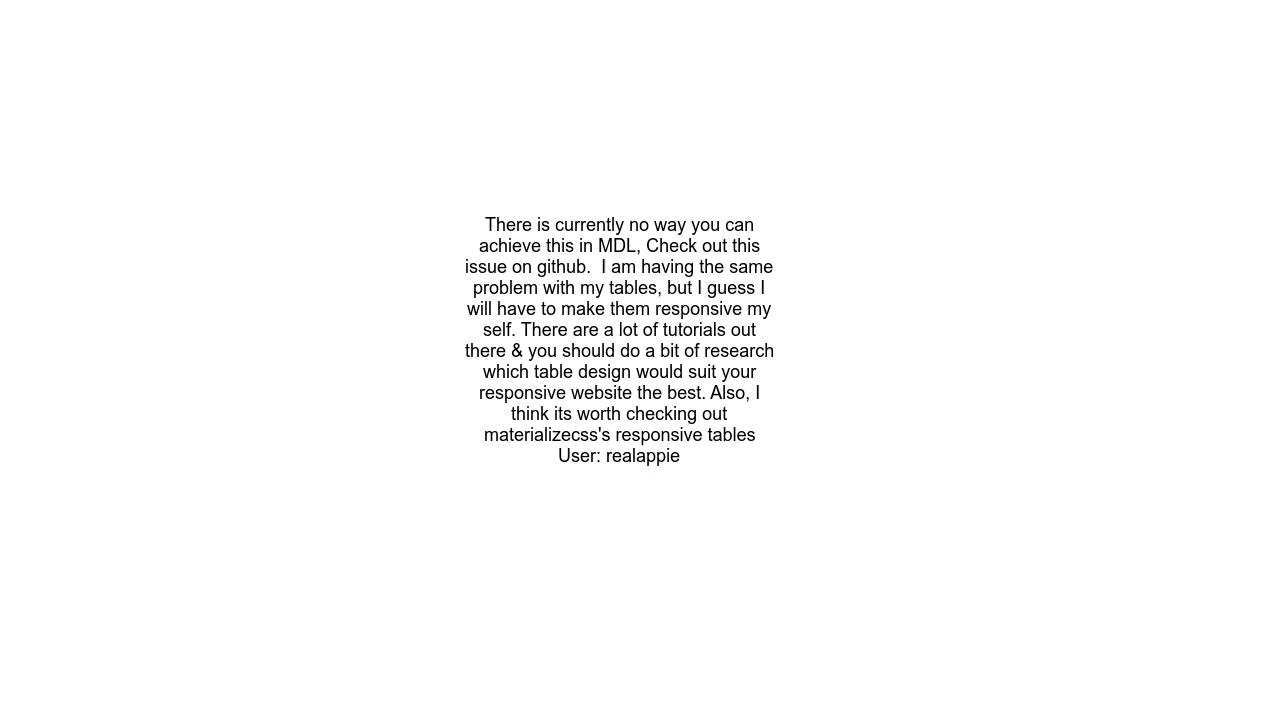 There is currently no way you can
achieve this in MDL, Check out this
issue on github.  I am having the same
problem with my tables, but I guess I
will have to make them responsive my
self. There are a lot of tutorials out
there & you should do a bit of research
which table design would suit your
responsive website the best. Also, I
think its worth checking out
materializecss's responsive tables
User: realappie